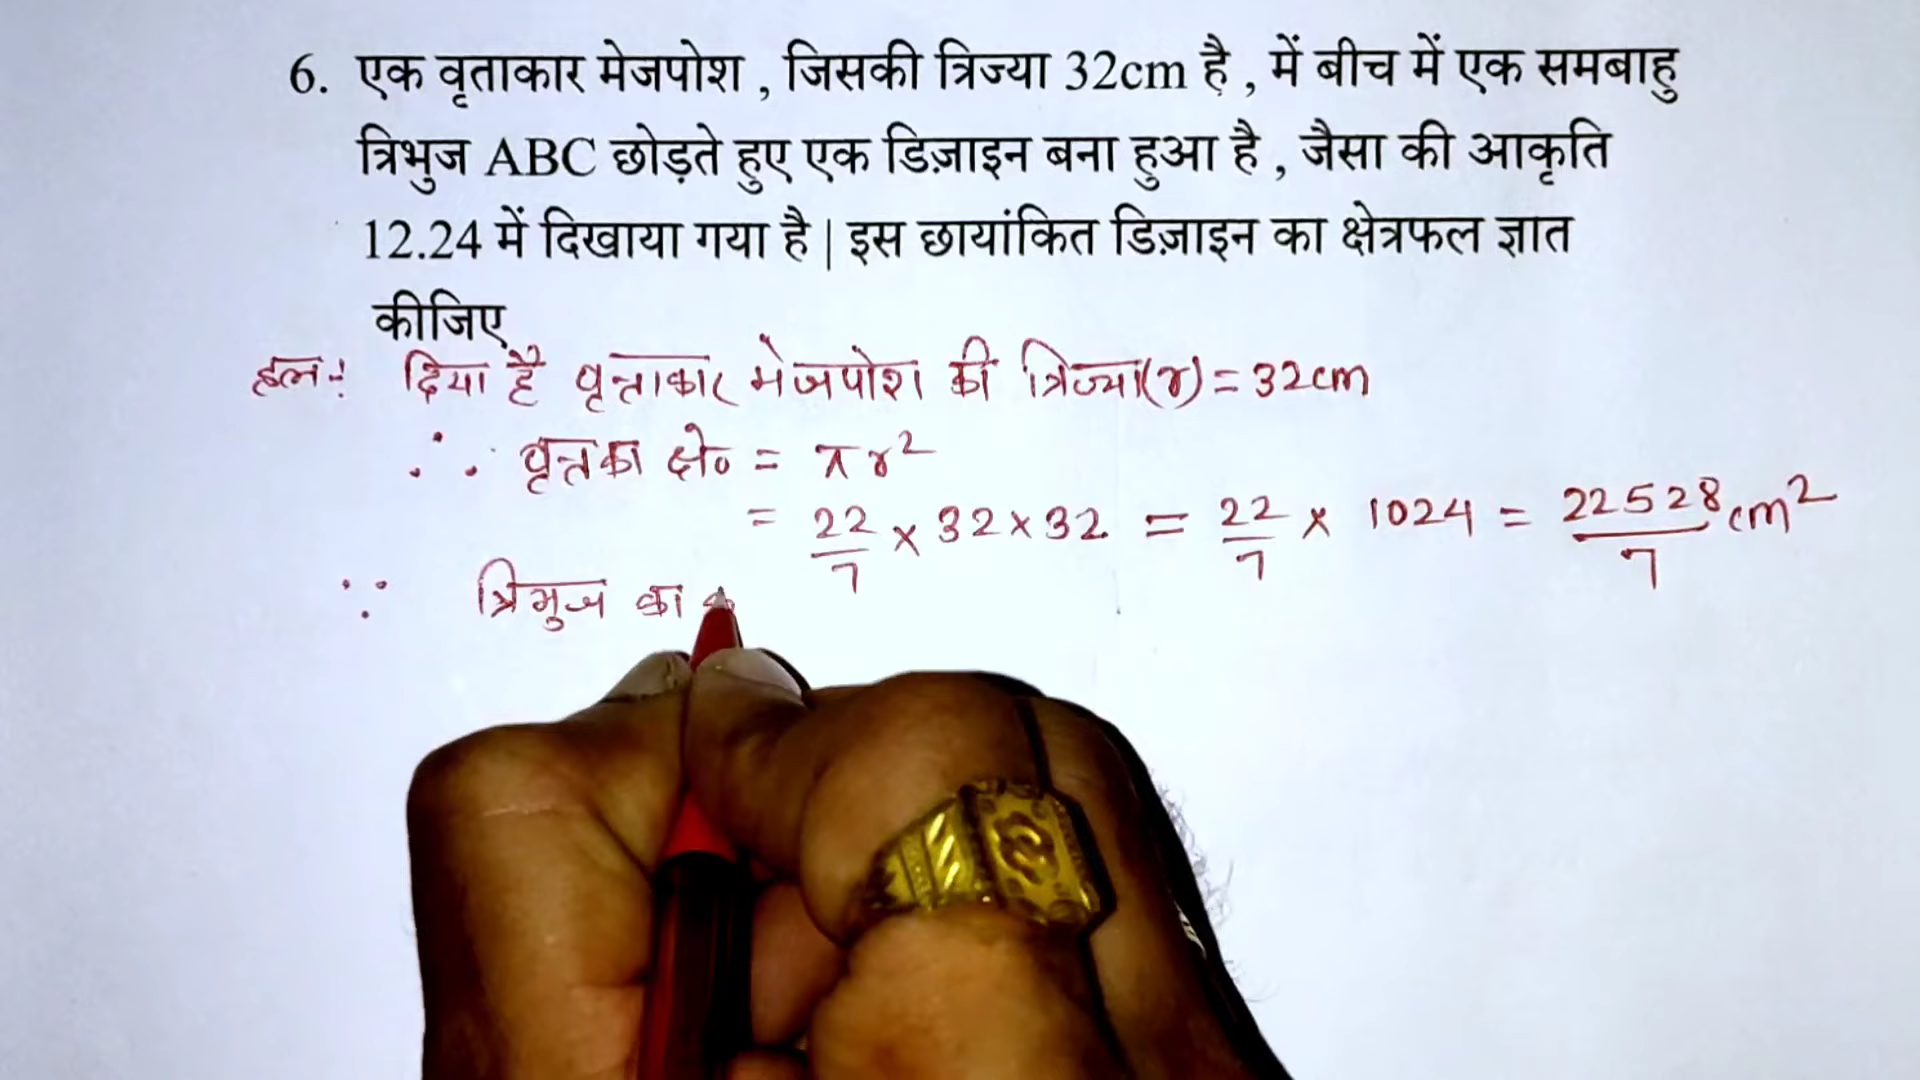 6. एक वृताकार मेजपोश , जिसकी त्रिज्या 32cm है , में बीच में एक समबाहु
त्रिभुज ABC छोड़ते हुए एक डिज़ाइन बना हुआ है , जैसा की आकृति
12.24 में दिखाया गया है | इस छायांकित डिज़ाइन का क्षेत्रफल ज्ञात
कीजिए
हल:- दिया है वृत्ताकार मेजपोश की त्रिज्या(r) = 32cm
∴ वृत्त का क्षे० = πr²
= 22/7 × 32 × 32 = 22/7 × 1024 = 22528/7 cm²
∵ त्रिभुज का